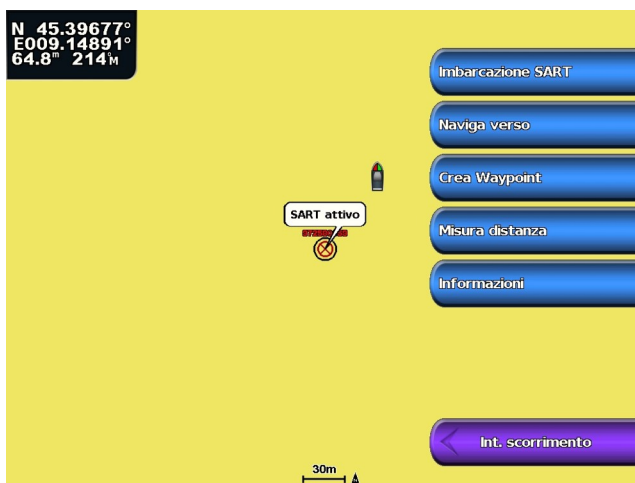 N 45.39677°
E009.14891°
64.8m 214°M
Imbarcazione SART
Naviga verso
Crea Waypoint
SART attivo
Misura distanza
Informazioni
Int. scorrimento
30m